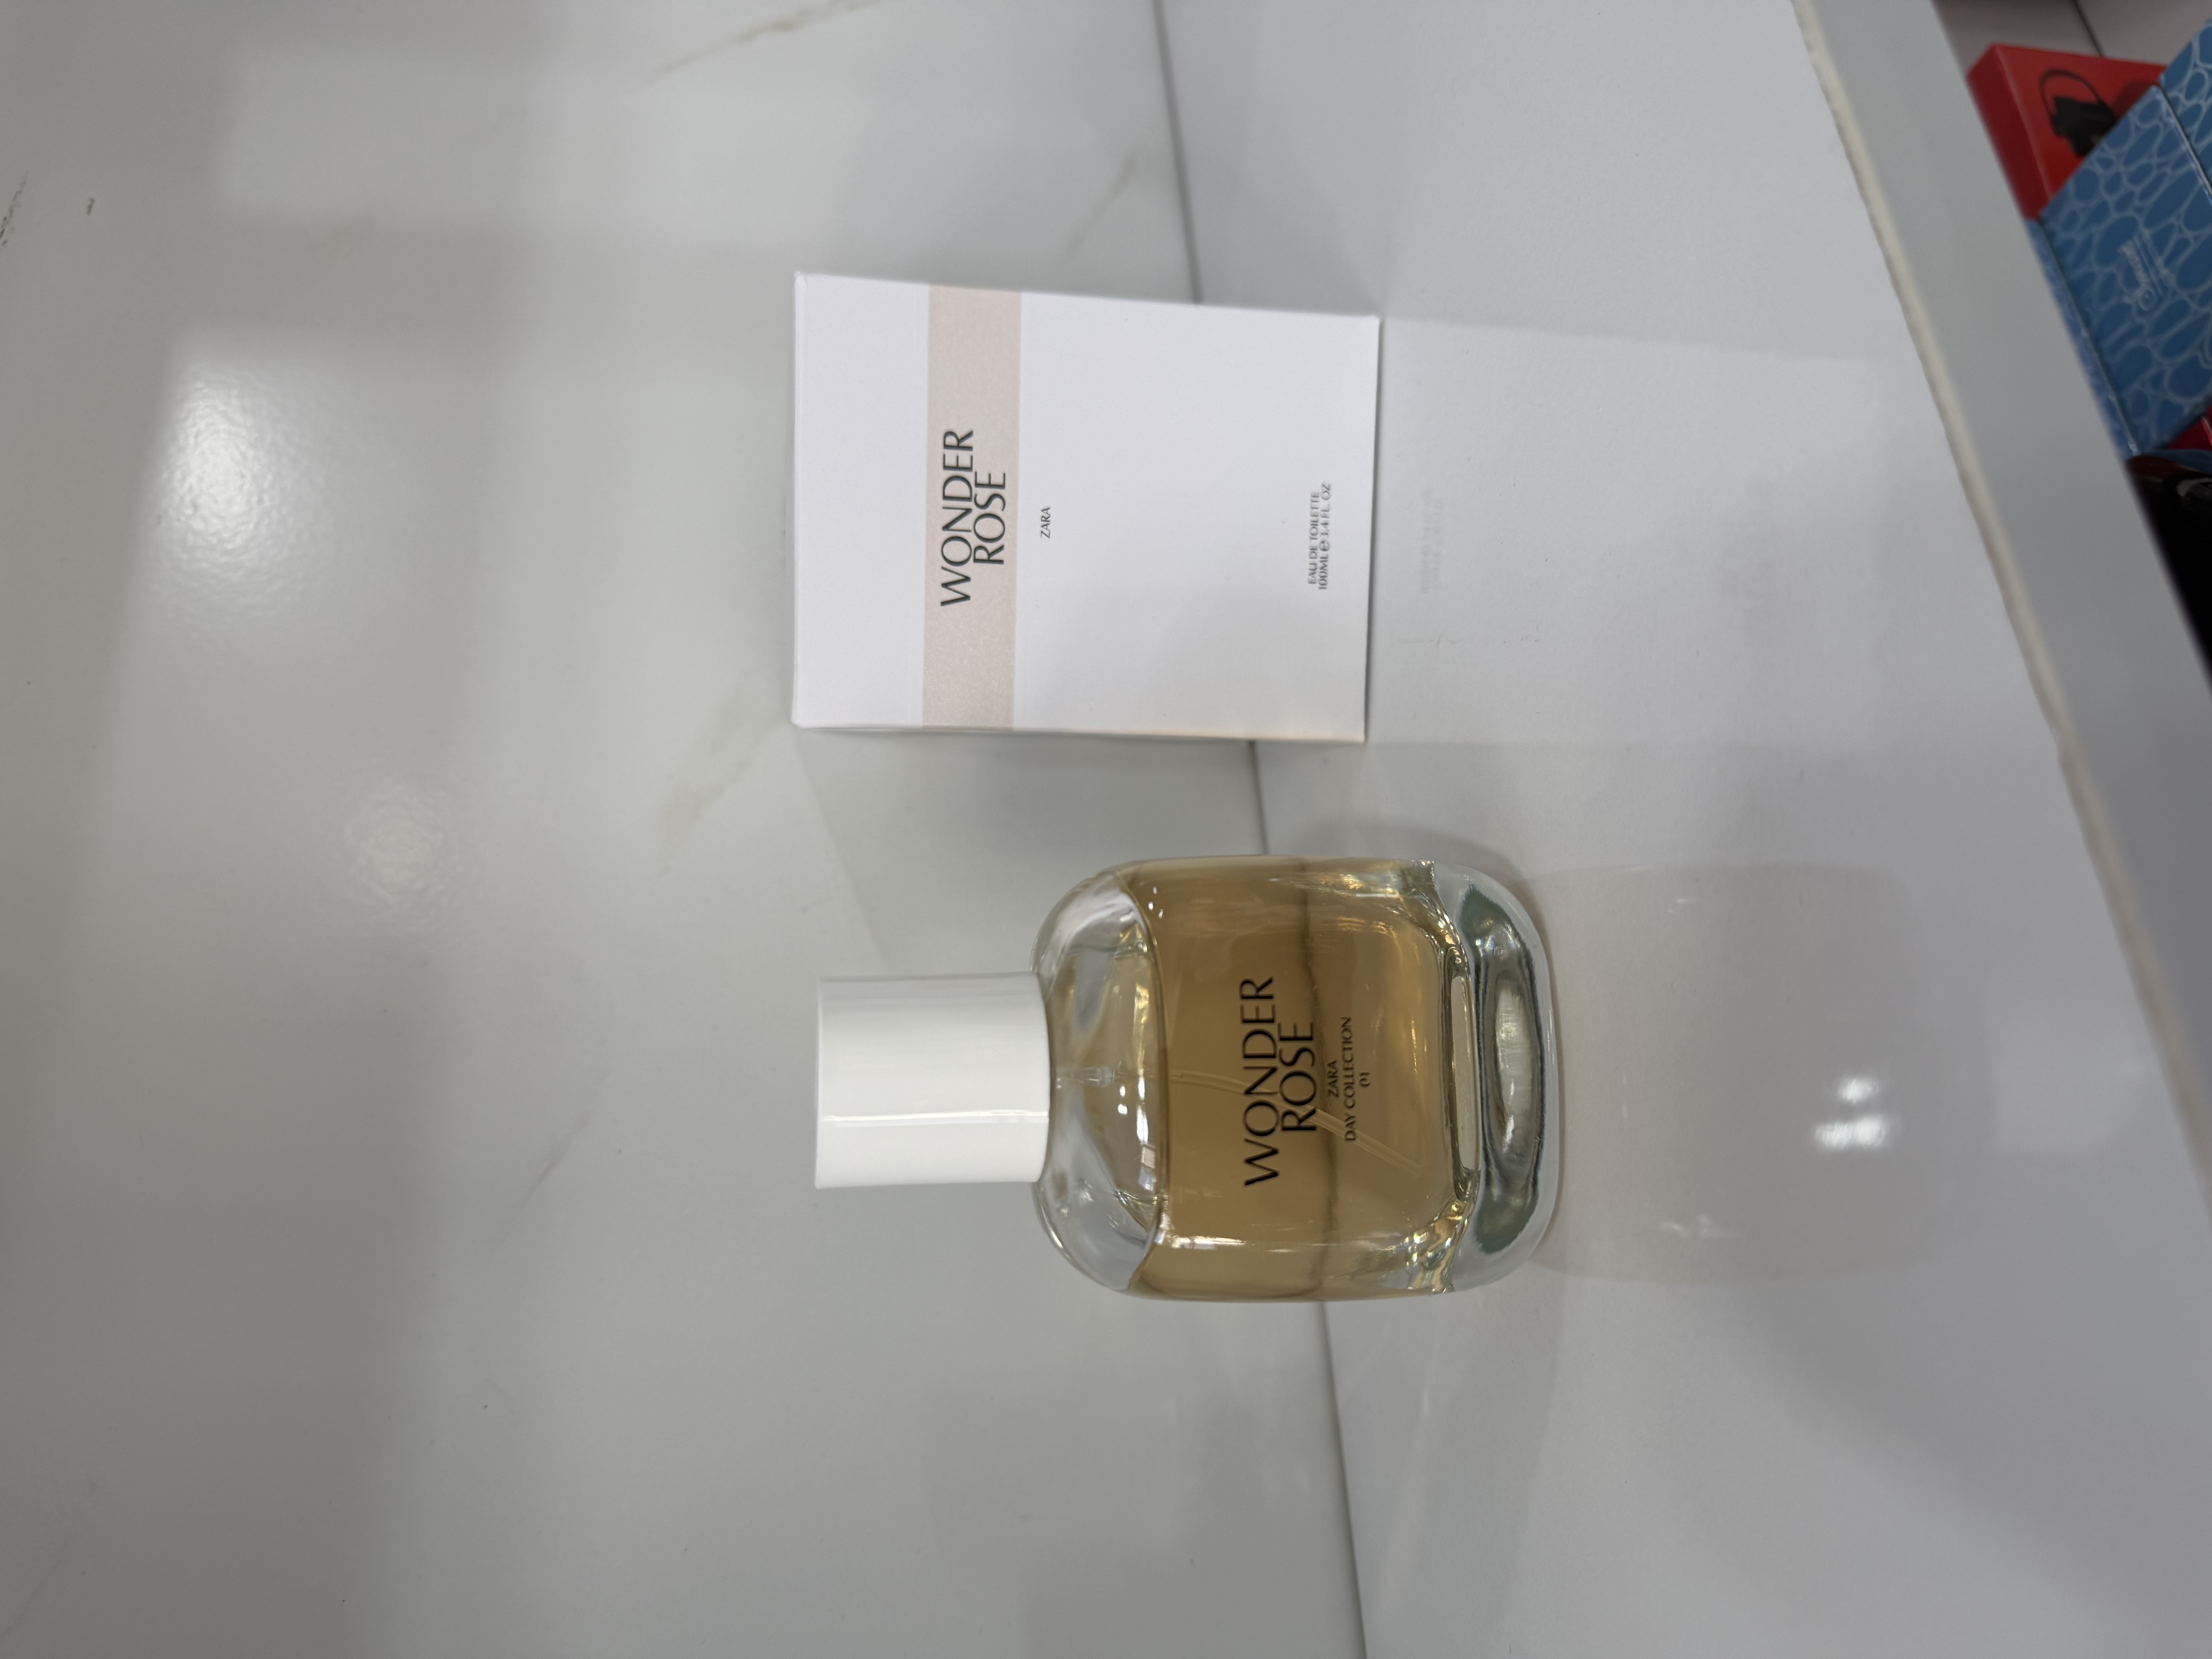 WONDER
ROSE
ZARA
DAY COLLECTION
01
WONDER
ROSE
ZARA
EAU DE TOILETTE
100ML e 3.4 FL. OZ